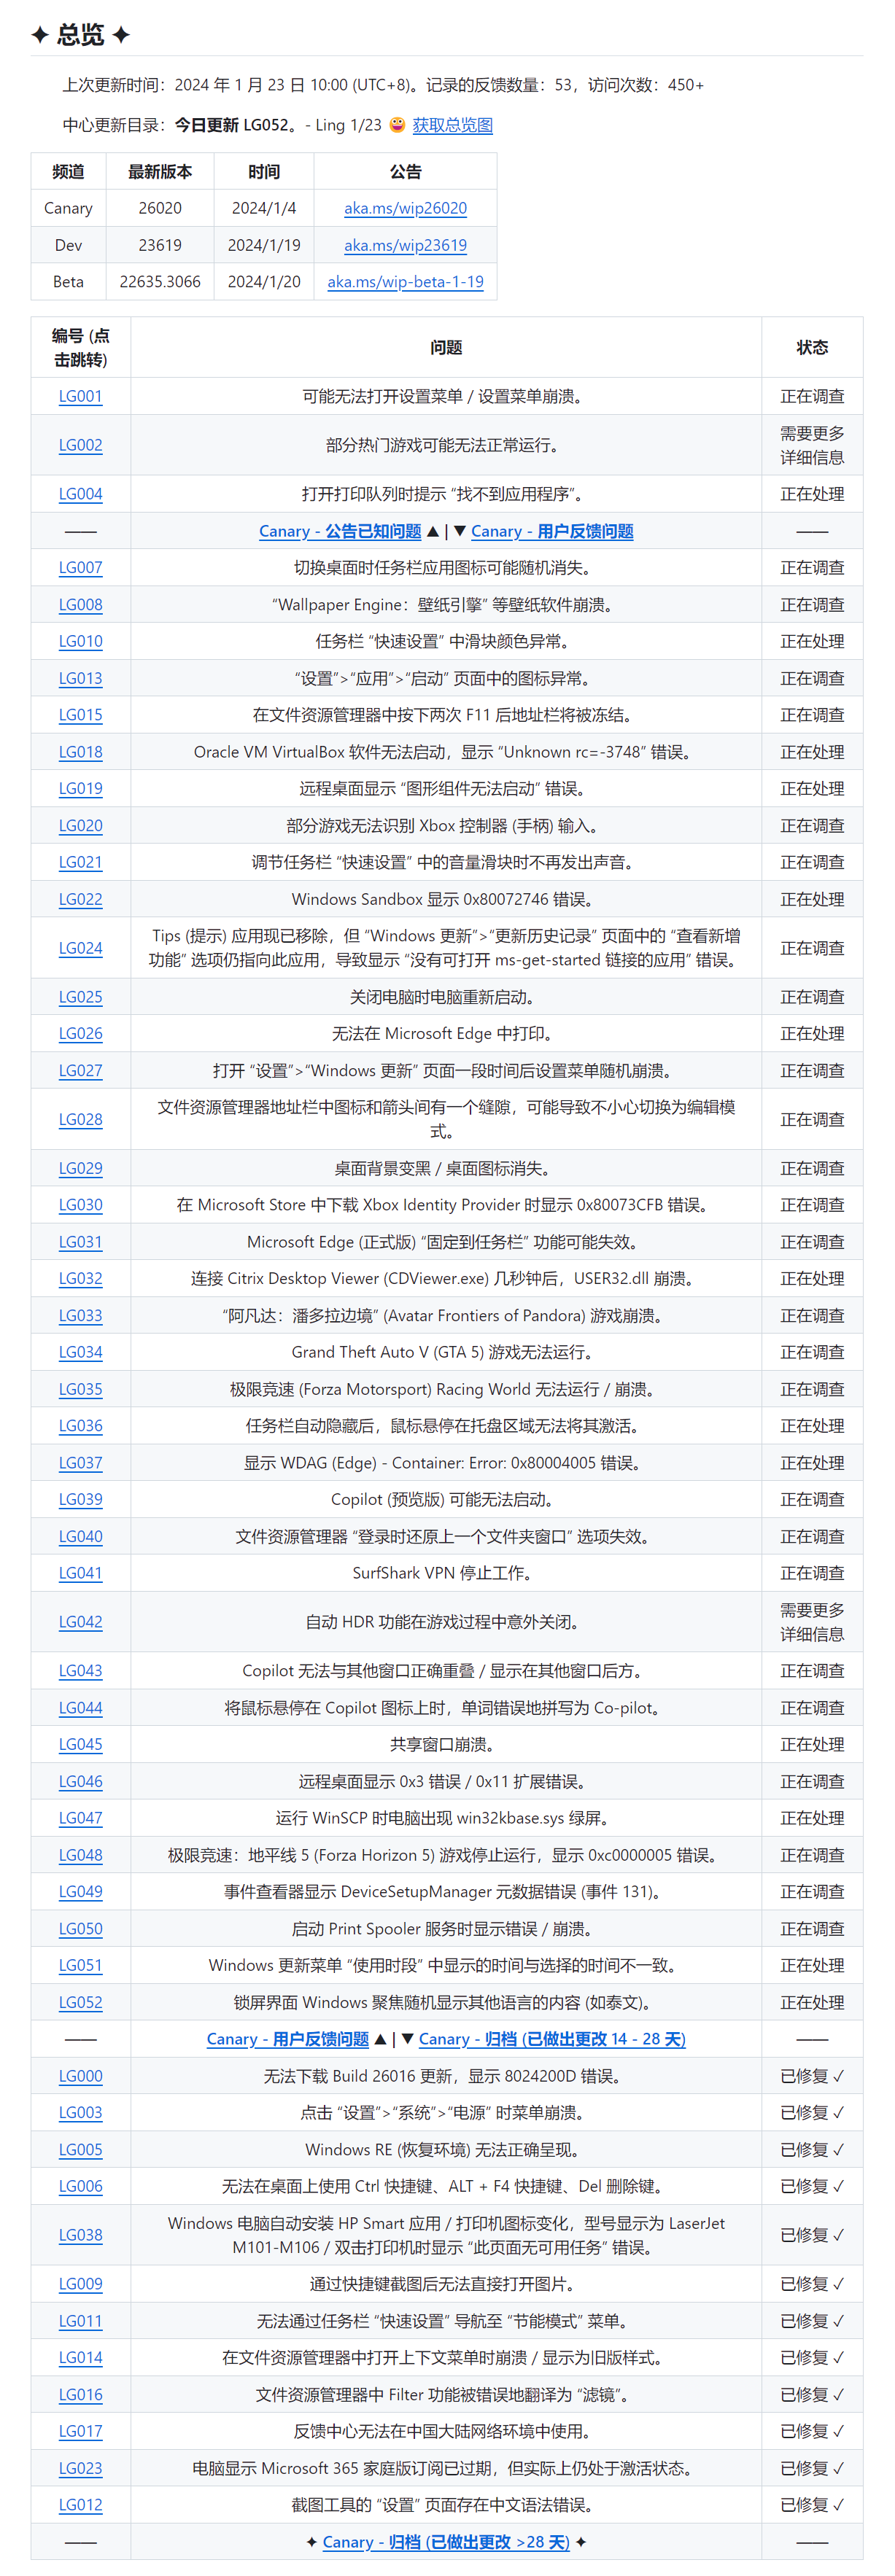 ✦ 总览 ✦
上次更新时间：2024 年 1 月 23 日 10:00 (UTC+8)。记录的反馈数量：53，访问次数：450+
中心更新目录：今日更新 LG052。- Ling 1/23 😀 获取总览图
频道 最新版本 时间 公告
Canary 26020 2024/1/4 aka.ms/wip26020
Dev 23619 2024/1/19 aka.ms/wip23619
Beta 22635.3066 2024/1/20 aka.ms/wip-beta-1-19
编号 (点
击跳转) 问题 状态
LG001 可能无法打开设置菜单 / 设置菜单崩溃。 正在调查
LG002 部分热门游戏可能无法正常运行。 需要更多
详细信息
LG004 打开打印队列时提示 “找不到应用程序”。 正在处理
—— Canary - 公告已知问题 ▲ | ▼ Canary - 用户反馈问题 ——
LG007 切换桌面时任务栏应用图标可能随机消失。 正在调查
LG008 “Wallpaper Engine：壁纸引擎” 等壁纸软件崩溃。 正在调查
LG010 任务栏 “快速设置” 中滑块颜色异常。 正在处理
LG013 “设置”>“应用”>“启动” 页面中的图标异常。 正在调查
LG015 在文件资源管理器中按下两次 F11 后地址栏将被冻结。 正在调查
LG018 Oracle VM VirtualBox 软件无法启动，显示 “Unknown rc=-3748” 错误。 正在处理
LG019 远程桌面显示 “图形组件无法启动” 错误。 正在处理
LG020 部分游戏无法识别 Xbox 控制器 (手柄) 输入。 正在调查
LG021 调节任务栏 “快速设置” 中的音量滑块时不再发出声音。 正在调查
LG022 Windows Sandbox 显示 0x80072746 错误。 正在处理
LG024 Tips (提示) 应用现已移除，但 “Windows 更新”>“更新历史记录” 页面中的 “查看新增
功能” 选项仍指向此应用，导致显示 “没有可打开 ms-get-started 链接的应用” 错误。 正在调查
LG025 关闭电脑时电脑重新启动。 正在调查
LG026 无法在 Microsoft Edge 中打印。 正在处理
LG027 打开 “设置”>“Windows 更新” 页面一段时间后设置菜单随机崩溃。 正在调查
LG028 文件资源管理器地址栏中图标和箭头间有一个缝隙，可能导致不小心切换为编辑模
式。 正在调查
LG029 桌面背景变黑 / 桌面图标消失。 正在调查
LG030 在 Microsoft Store 中下载 Xbox Identity Provider 时显示 0x80073CFB 错误。 正在调查
LG031 Microsoft Edge (正式版) “固定到任务栏” 功能可能失效。 正在调查
LG032 连接 Citrix Desktop Viewer (CDViewer.exe) 几秒钟后，USER32.dll 崩溃。 正在处理
LG033 “阿凡达：潘多拉边境” (Avatar Frontiers of Pandora) 游戏崩溃。 正在调查
LG034 Grand Theft Auto V (GTA 5) 游戏无法运行。 正在调查
LG035 极限竞速 (Forza Motorsport) Racing World 无法运行 / 崩溃。 正在调查
LG036 任务栏自动隐藏后，鼠标悬停在托盘区域无法将其激活。 正在处理
LG037 显示 WDAG (Edge) - Container: Error: 0x80004005 错误。 正在处理
LG039 Copilot (预览版) 可能无法启动。 正在调查
LG040 文件资源管理器 “登录时还原上一个文件夹窗口” 选项失效。 正在调查
LG041 SurfShark VPN 停止工作。 正在调查
LG042 自动 HDR 功能在游戏过程中意外关闭。 需要更多
详细信息
LG043 Copilot 无法与其他窗口正确重叠 / 显示在其他窗口后方。 正在调查
LG044 将鼠标悬停在 Copilot 图标上时，单词错误地拼写为 Co-pilot。 正在调查
LG045 共享窗口崩溃。 正在处理
LG046 远程桌面显示 0x3 错误 / 0x11 扩展错误。 正在调查
LG047 运行 WinSCP 时电脑出现 win32kbase.sys 绿屏。 正在处理
LG048 极限竞速：地平线 5 (Forza Horizon 5) 游戏停止运行，显示 0xc0000005 错误。 正在调查
LG049 事件查看器显示 DeviceSetupManager 元数据错误 (事件 131)。 正在调查
LG050 启动 Print Spooler 服务时显示错误 / 崩溃。 正在调查
LG051 Windows 更新菜单 “使用时段” 中显示的时间与选择的时间不一致。 正在处理
LG052 锁屏界面 Windows 聚焦随机显示其他语言的内容 (如泰文)。 正在处理
—— Canary - 用户反馈问题 ▲ | ▼ Canary - 归档 (已做出更改 14 - 28 天) ——
LG000 无法下载 Build 26016 更新，显示 8024200D 错误。 已修复 ✓
LG003 点击 “设置”>“系统”>“电源” 时菜单崩溃。 已修复 ✓
LG005 Windows RE (恢复环境) 无法正确呈现。 已修复 ✓
LG006 无法在桌面上使用 Ctrl 快捷键、ALT + F4 快捷键、Del 删除键。 已修复 ✓
LG038 Windows 电脑自动安装 HP Smart 应用 / 打印机图标变化，型号显示为 LaserJet
M101-M106 / 双击打印机时显示 “此页面无可用任务” 错误。 已修复 ✓
LG009 通过快捷键截图后无法直接打开图片。 已修复 ✓
LG011 无法通过任务栏 “快速设置” 导航至 “节能模式” 菜单。 已修复 ✓
LG014 在文件资源管理器中打开上下文菜单时崩溃 / 显示为旧版样式。 已修复 ✓
LG016 文件资源管理器中 Filter 功能被错误地翻译为 “滤镜”。 已修复 ✓
LG017 反馈中心无法在中国大陆网络环境中使用。 已修复 ✓
LG023 电脑显示 Microsoft 365 家庭版订阅已过期，但实际上仍处于激活状态。 已修复 ✓
LG012 截图工具的 “设置” 页面存在中文语法错误。 已修复 ✓
—— ✦ Canary - 归档 (已做出更改 >28 天) ✦ ——